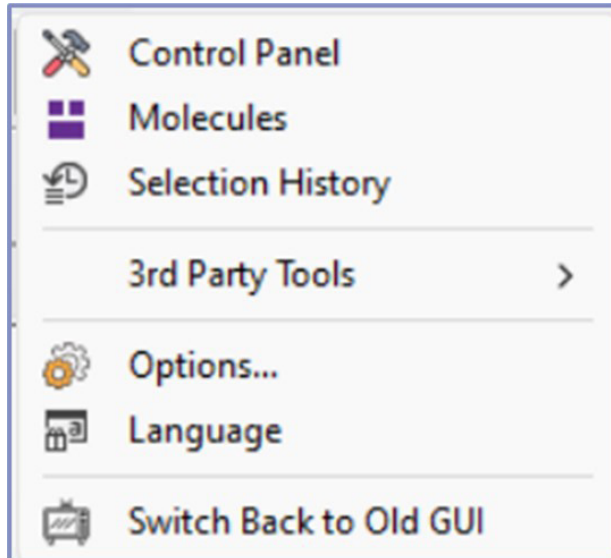 Control Panel
Molecules
Selection History
3rd Party Tools
Options...
Language
Switch Back to Old GUI